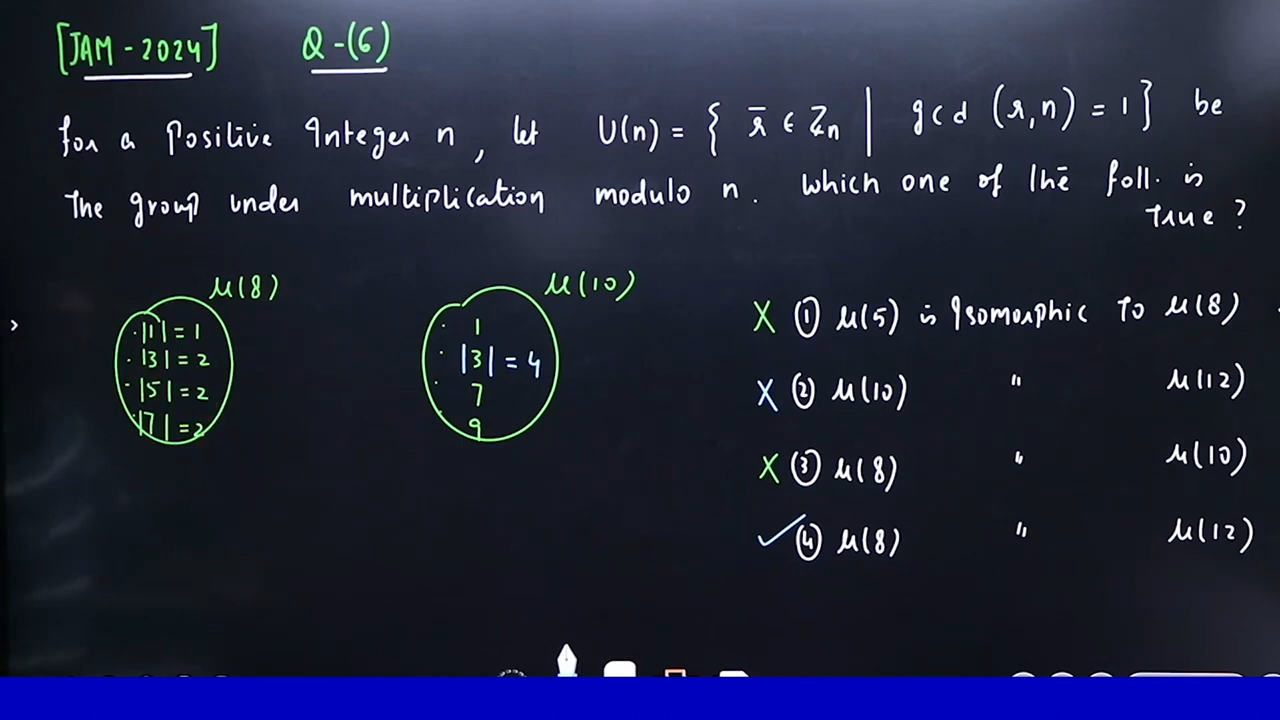 [JAM - 2024] Q-(6)
for a Positive Integer n, let U(n) = { r̄ ∈ Zn | gcd (r,n) = 1 } be
The group under multiplication modulo n. Which one of the foll. is
True ?
U(8)
|1| = 1
|3| = 2
|5| = 2
|7| = 2
U(10)
1
|3| = 4
7
9
X ① U(5) is Isomorphic To U(8)
X ② U(10) " U(12)
X ③ U(8) " U(10)
✓ ④ U(8) " U(12)